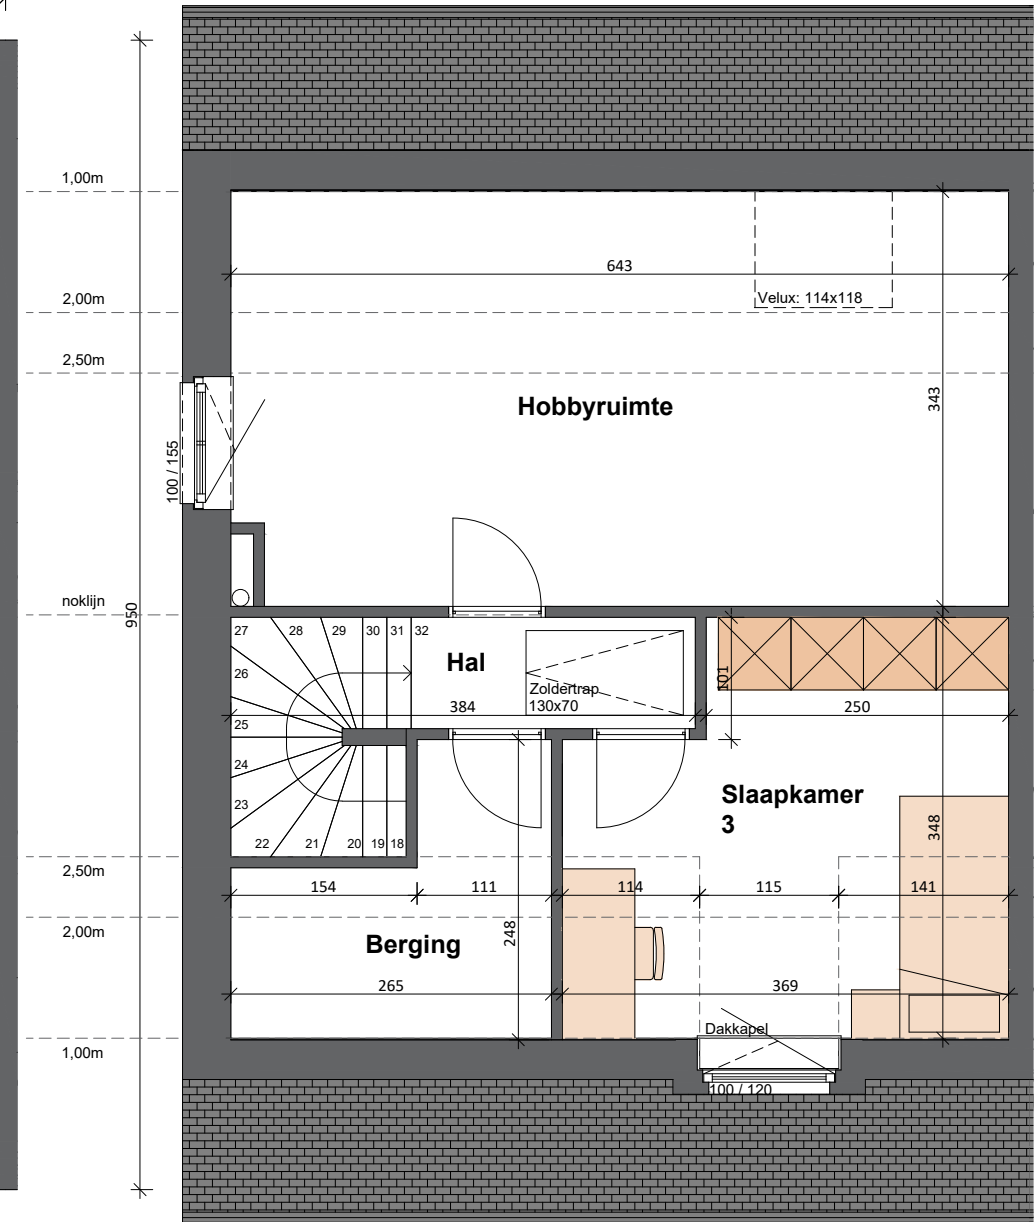 1,00m
643
2,00m
Velux: 114x118
2,50m
343
Hobbyruimte
100 / 155
noklijn
950
27
28
29
30
31
32
26
25
24
23
22
21
20
19
18
Hal
Zoldertrap
130x70
384
101
250
Slaapkamer
3
348
2,50m
154
111
114
115
141
2,00m
Berging
248
265
369
Dakkapel
1,00m
100 / 120